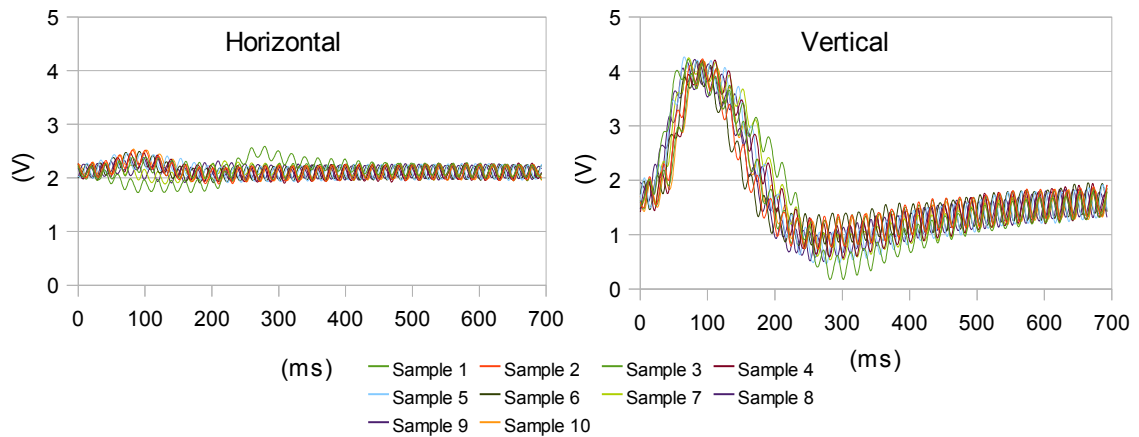 Horizontal
5
4
3
2
1
0
(V)
0 100 200 300 400 500 600 700
(ms)
Vertical
5
4
3
2
1
0
(V)
0 100 200 300 400 500 600 700
(ms)
Sample 1 Sample 2 Sample 3 Sample 4
Sample 5 Sample 6 Sample 7 Sample 8
Sample 9 Sample 10